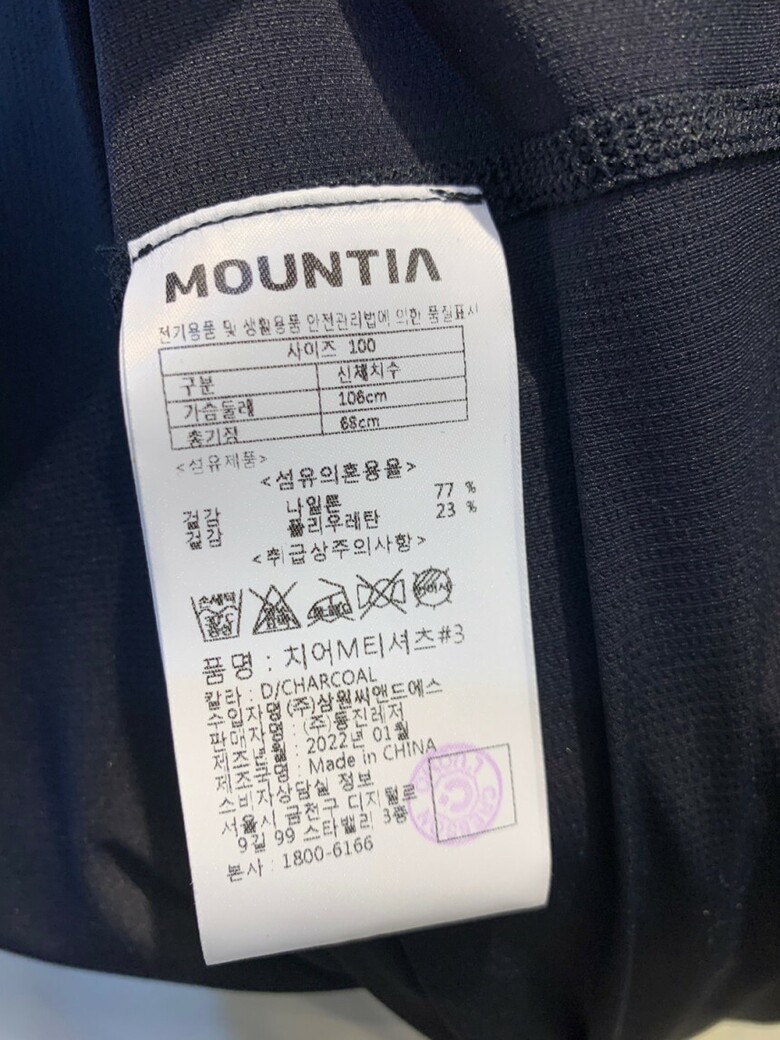 MOUNTIA
전기용품 및 생활용품 안전관리법에 의한 품질표시
사이즈 100
구분 신체치수
가슴둘레 106cm
총기장 68cm
<섬유제품>
<섬유의혼용율>
겉감 나일론 77 %
겉감 폴리우레탄 23 %
<취급상주의사항>
손세탁
품명 : 치어M티셔츠#3
칼라 : D/CHARCOAL
수입자명 : (주)삼원씨앤드에스
판매자명 : (주)동진레저
제조년월 : 2022년 01월
제조국명 : Made in CHINA
소비자상담실 정보
서울시 금천구 디지털로
9길 99 스타밸리 3층
본사 : 1800-6166